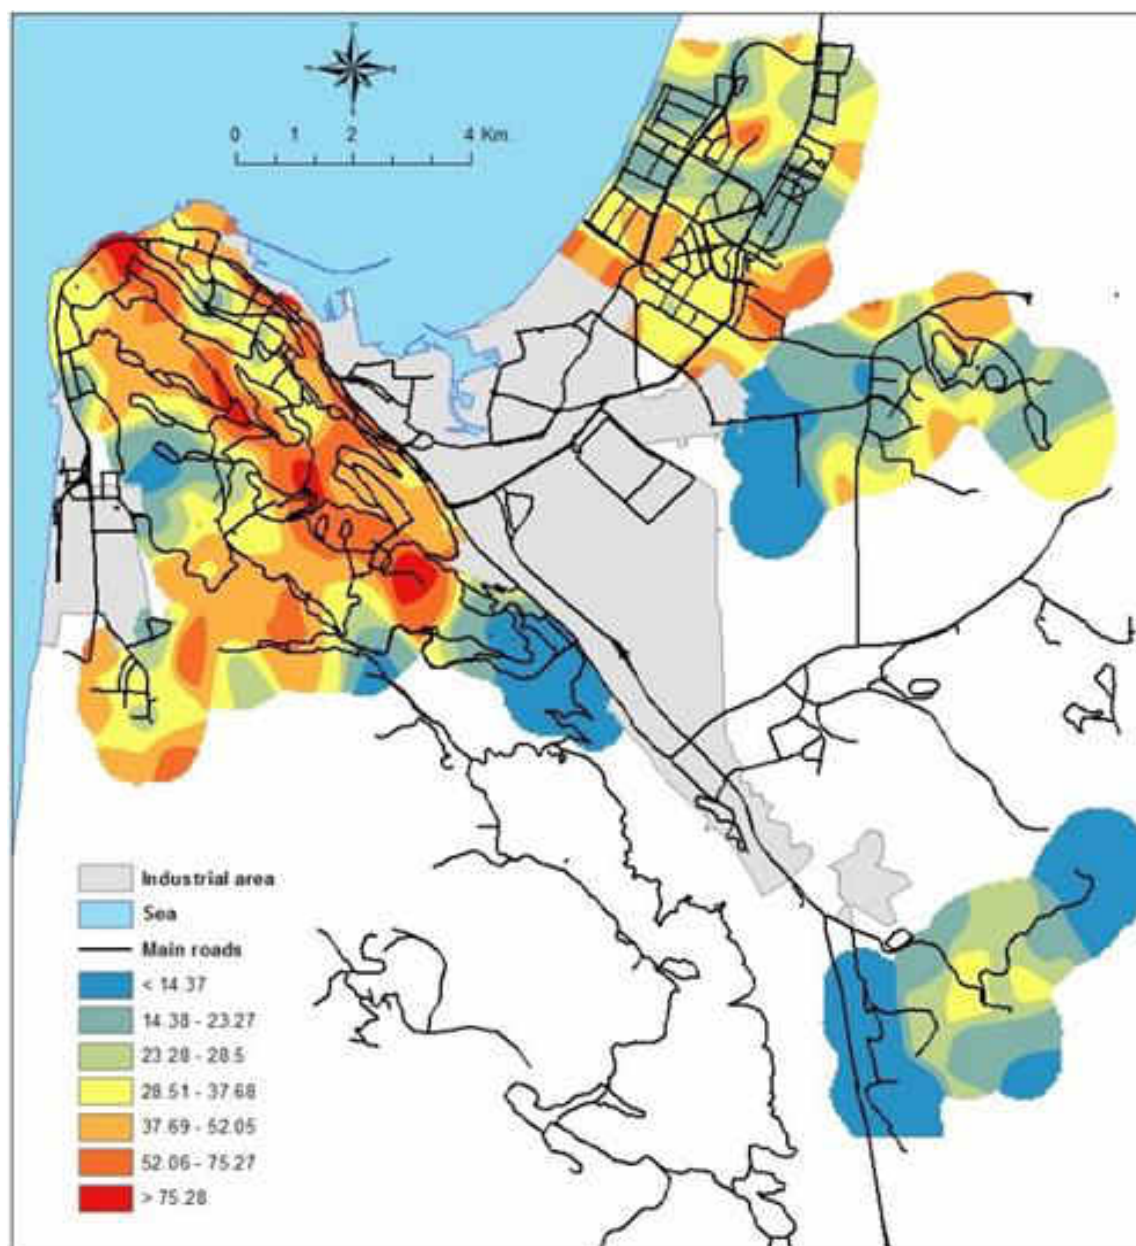 0 1 2 4 Km
Industrial area
Sea
Main roads
< 14.37
14.38 - 23.27
23.28 - 28.5
28.51 - 37.68
37.69 - 52.05
52.06 - 75.27
> 75.28